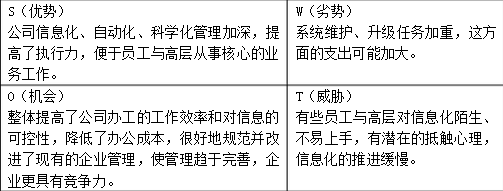 S（优势）
公司信息化、自动化、科学化管理加深，提
高了执行力，便于员工与高层从事核心的业
务工作。
W（劣势）
系统维护、升级任务加重，这方
面的支出可能加大。
O（机会）
整体提高了公司办工的工作效率和对信息的
可控性，降低了办公成本，很好地规范并改
进了现有的企业管理，使管理趋于完善，企
业更具有竞争力。
T（威胁）
有些员工与高层对信息化陌生、
不易上手，有潜在的抵触心理，
信息化的推进缓慢。